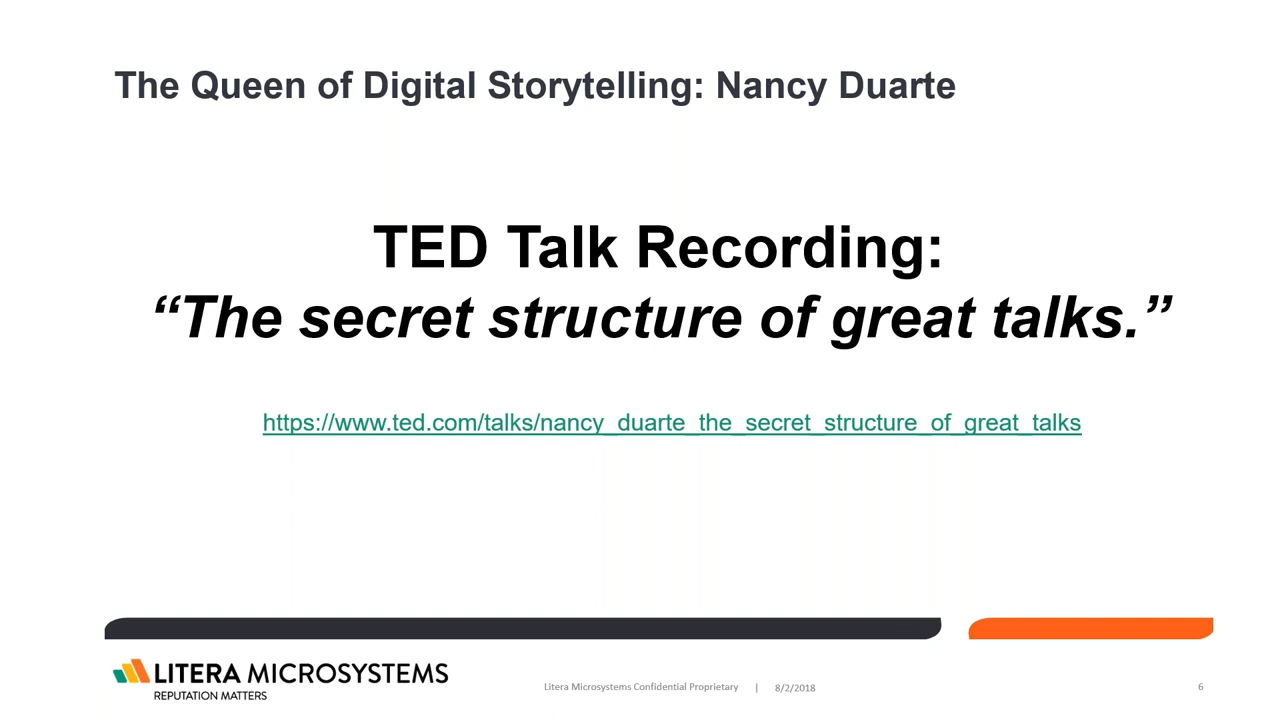 The Queen of Digital Storytelling: Nancy Duarte
TED Talk Recording:
“The secret structure of great talks.”
https://www.ted.com/talks/nancy_duarte_the_secret_structure_of_great_talks
LITERA MICROSYSTEMS
REPUTATION MATTERS
Litera Microsystems Confidential Proprietary | 8/2/2018
6